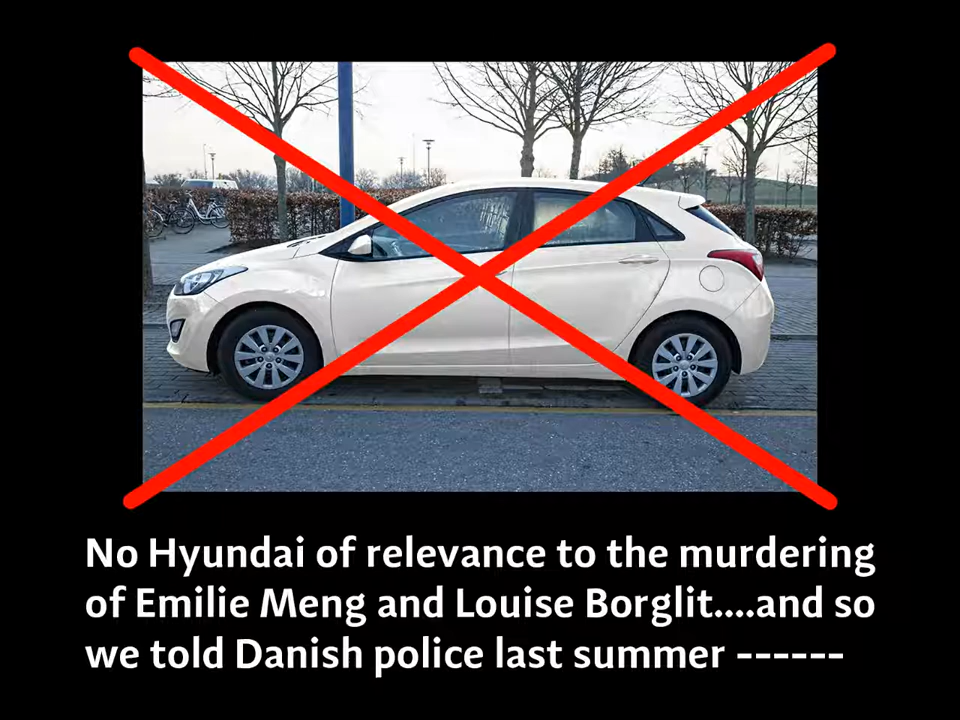 No Hyundai of relevance to the murdering
of Emilie Meng and Louise Borglit....and so
we told Danish police last summer ------